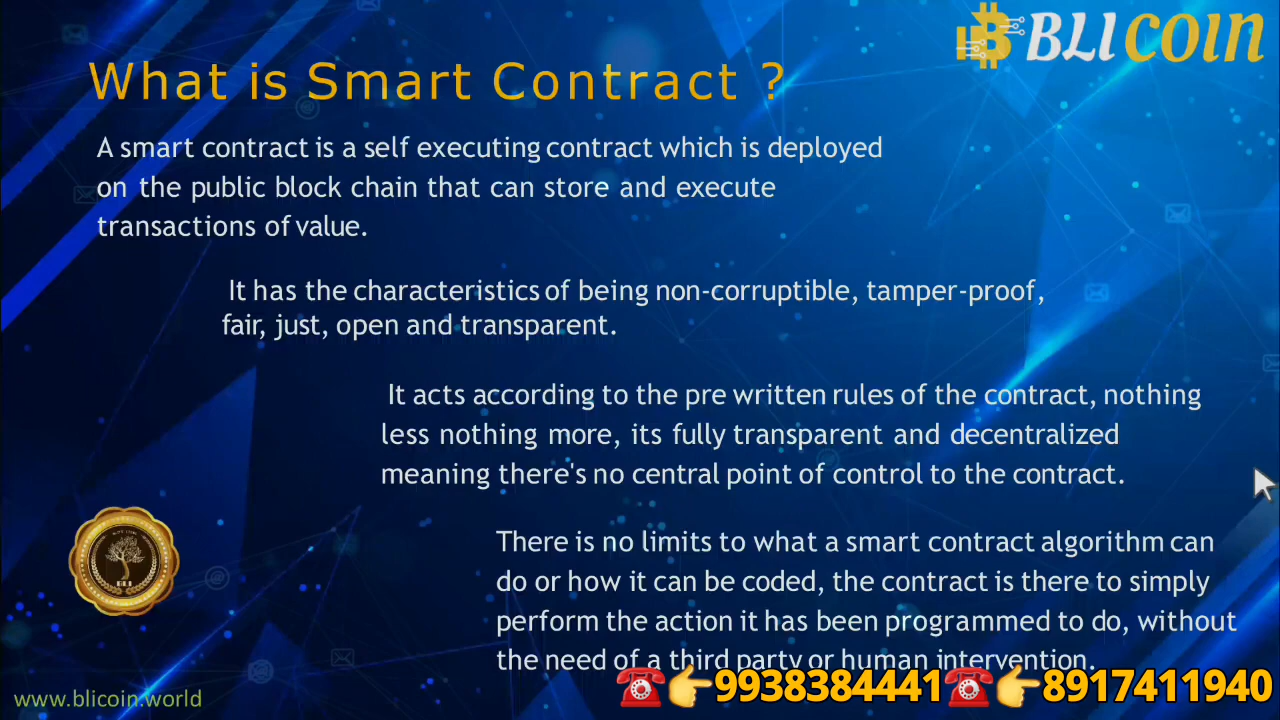 BLI COIN
What is Smart Contract ?
A smart contract is a self executing contract which is deployed
on the public block chain that can store and execute
transactions of value.
It has the characteristics of being non-corruptible, tamper-proof,
fair, just, open and transparent.
It acts according to the pre written rules of the contract, nothing
less nothing more, its fully transparent and decentralized
meaning there's no central point of control to the contract.
There is no limits to what a smart contract algorithm can
do or how it can be coded, the contract is there to simply
perform the action it has been programmed to do, without
the need of a third party or human intervention.
BLI
www.blicoin.world
☎️👉9938384441☎️👉8917411940